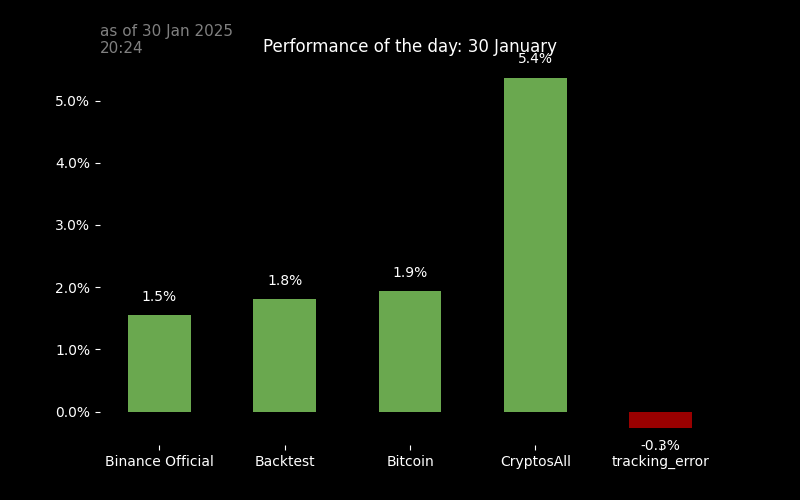 as of 30 Jan 2025
20:24
Performance of the day: 30 January
5.4%
5.0%
4.0%
3.0%
2.0%
1.0%
0.0%
1.5%
1.8%
1.9%
-0.3%
Binance Official
Backtest
Bitcoin
CryptosAll
tracking_error